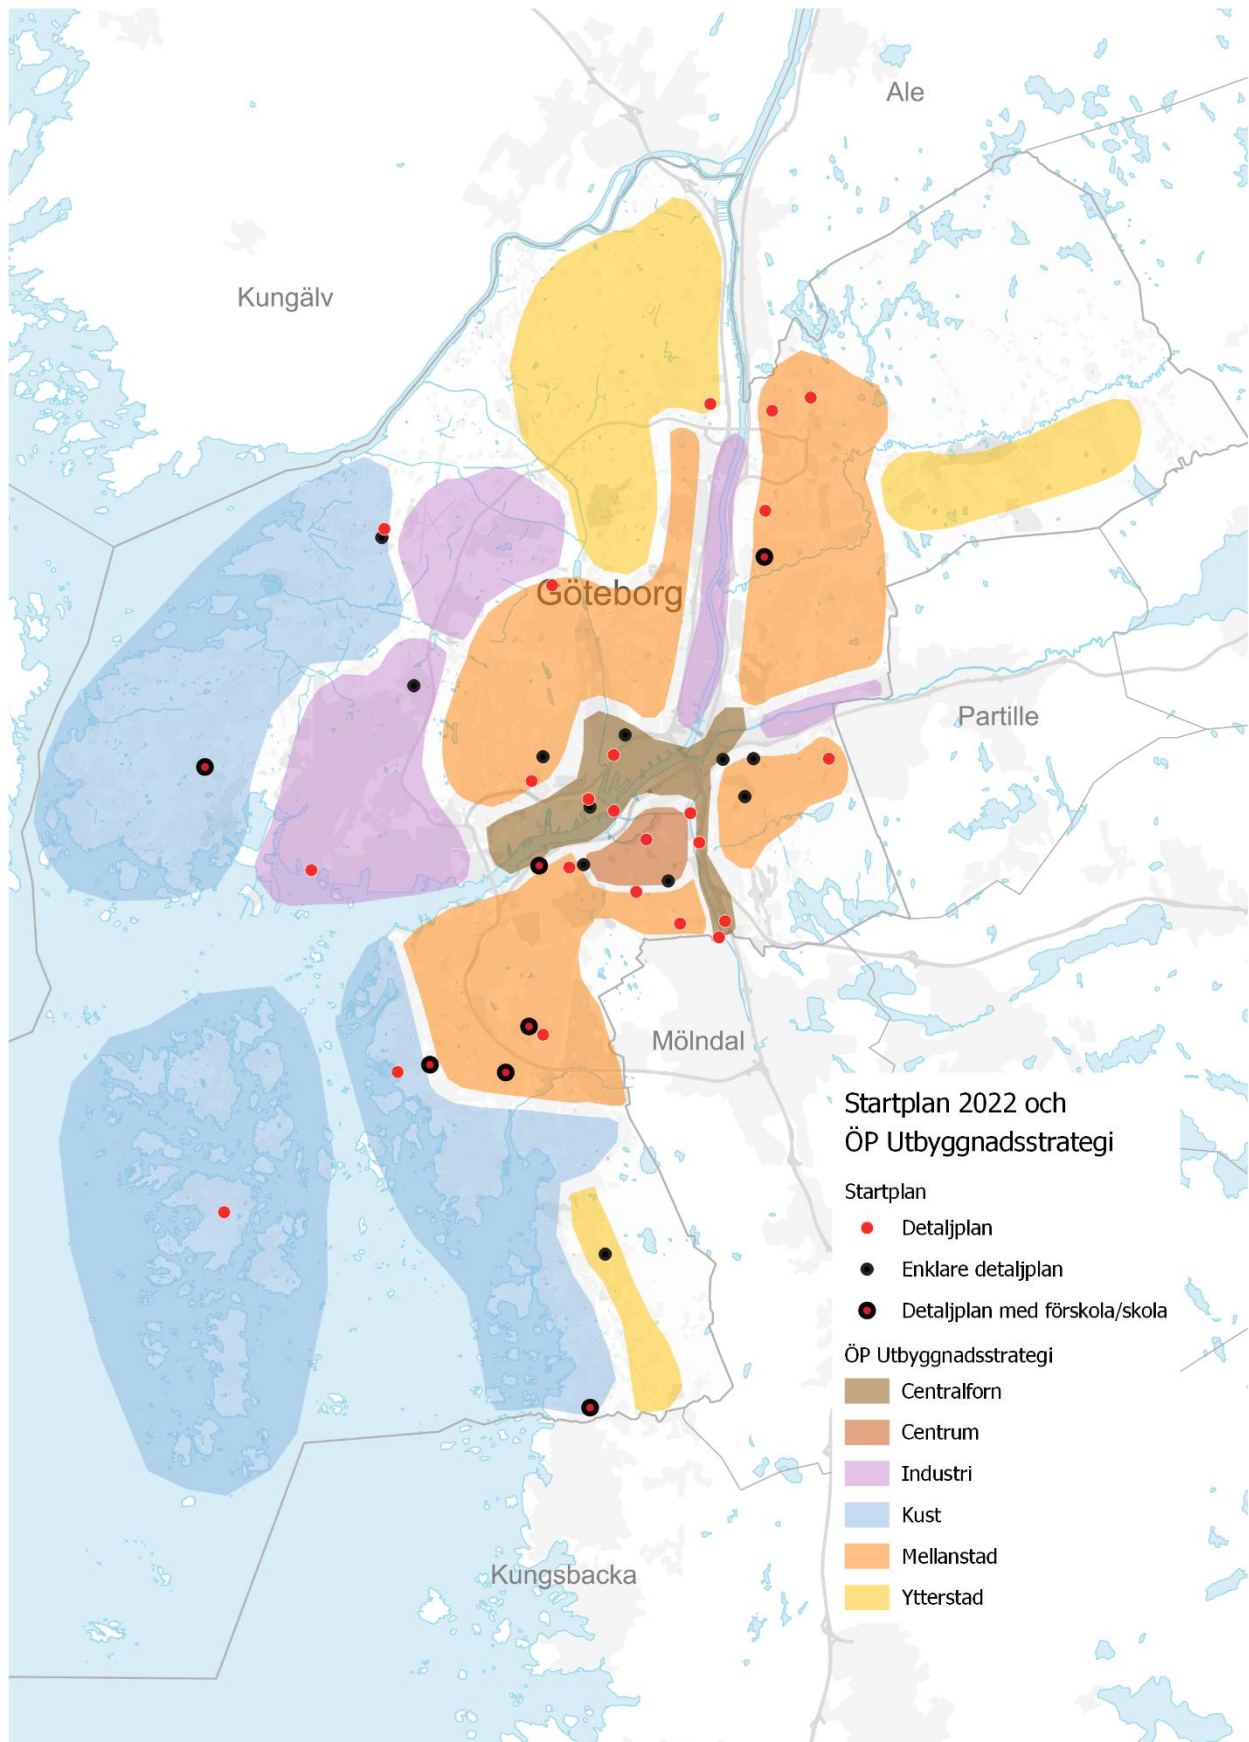 Ale
Kungälv
Göteborg
Partille
Mölndal
Startplan 2022 och
ÖP Utbyggnadsstrategi
Startplan
Detaljplan
Enklare detaljplan
Detaljplan med förskola/skola
ÖP Utbyggnadsstrategi
Centralforn
Centrum
Industri
Kust
Mellanstad
Ytterstad
Kungsbacka